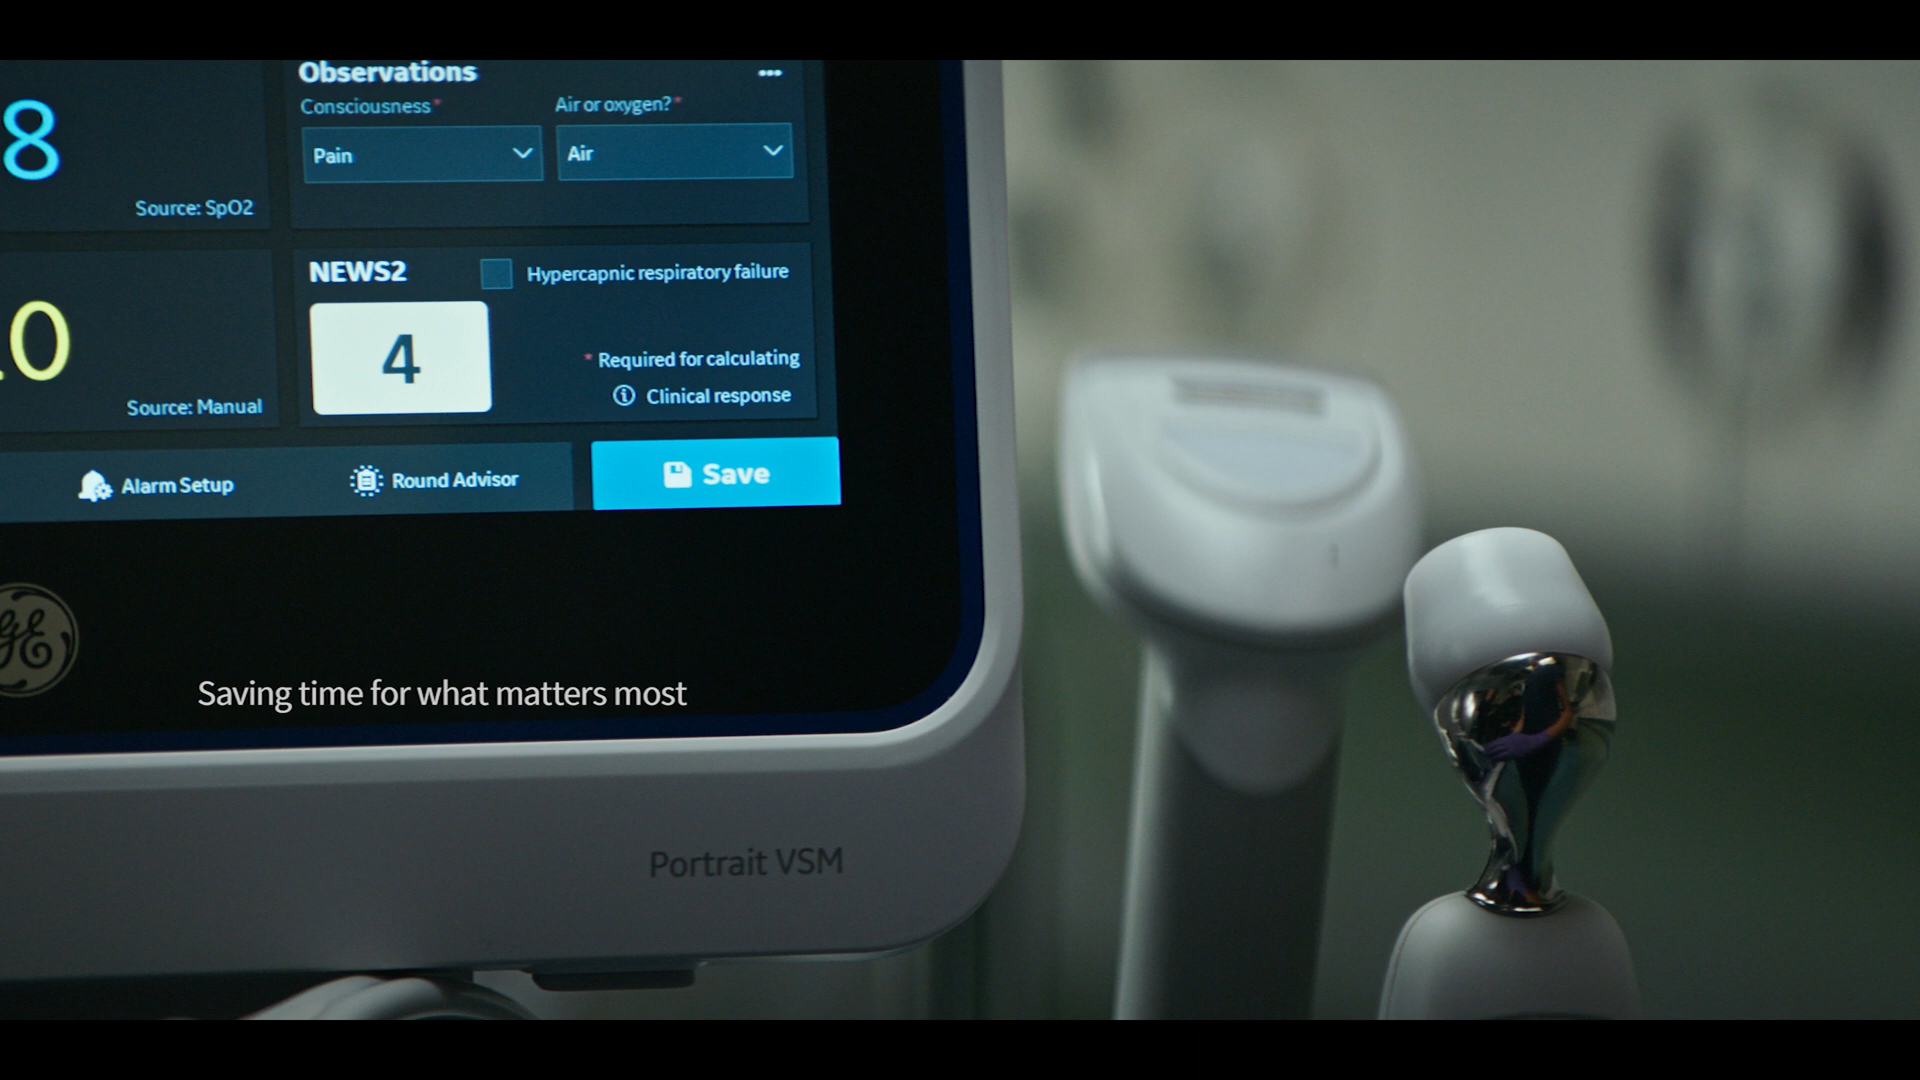 Observations
Consciousness*
Air or oxygen?*
Pain
Air
8
Source: SpO2
NEWS2
Hypercapnic respiratory failure
4
0
* Required for calculating
Clinical response
Source: Manual
Alarm Setup
Round Advisor
Save
GE
Saving time for what matters most
Portrait VSM